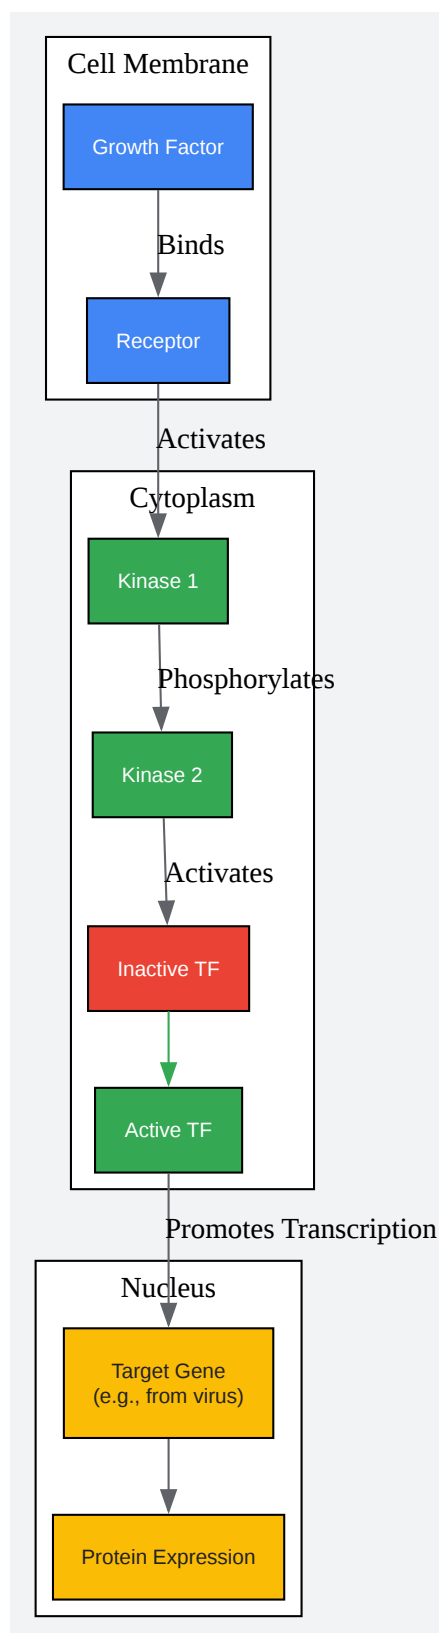 Cell Membrane
Growth Factor
Binds
Receptor
Activates
Cytoplasm
Kinase 1
Phosphorylates
Kinase 2
Activates
Inactive TF
Active TF
Promotes Transcription
Nucleus
Target Gene
(e.g., from virus)
Protein Expression